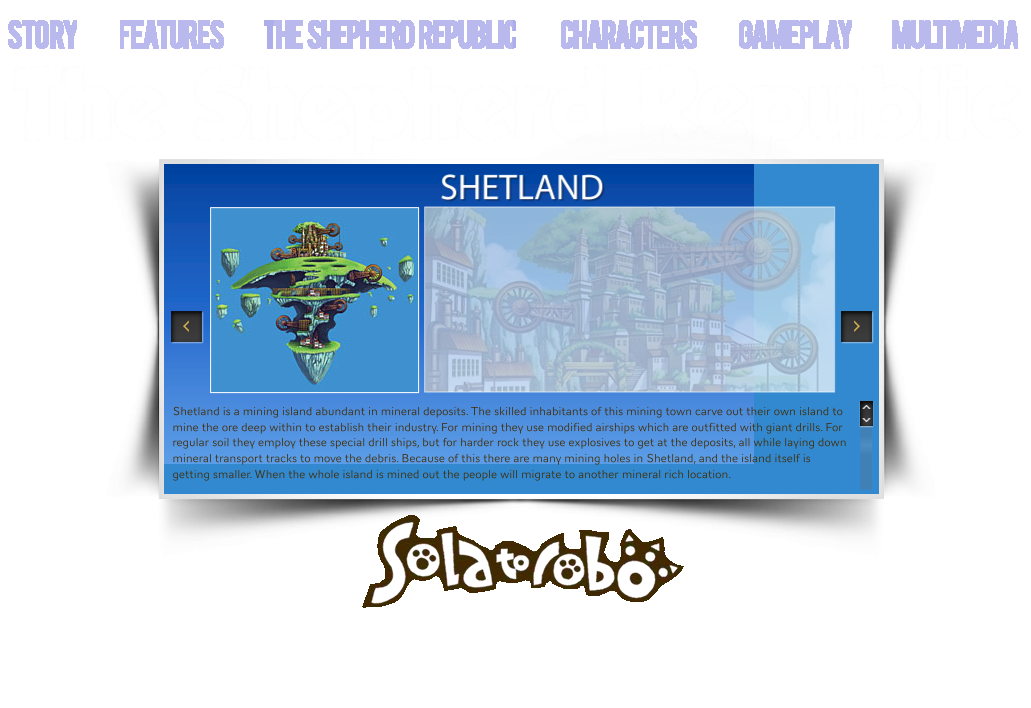 STORY FEATURES THE SHEPHERD REPUBLIC CHARACTERS GAMEPLAY MULTIMEDIA
SHETLAND
Shetland is a mining island abundant in mineral deposits. The skilled inhabitants of this mining town carve out their own island to
mine the ore deep within to establish their industry. For mining they use modified airships which are outfitted with giant drills. For
regular soil they employ these special drill ships, but for harder rock they use explosives to get at the deposits, all while laying down
mineral transport tracks to move the debris. Because of this there are many mining holes in Shetland, and the island itself is
getting smaller. When the whole island is mined out the people will migrate to another mineral rich location.
Solatorobo